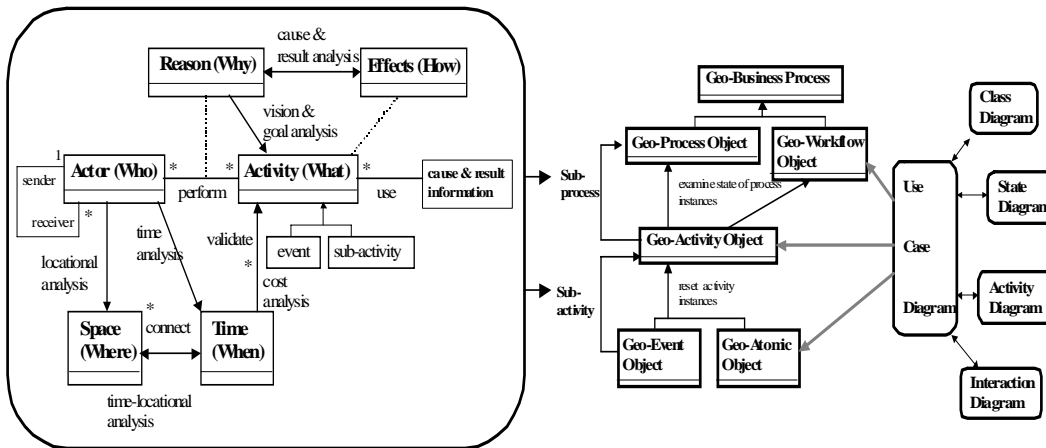 cause &
result analysis
Reason (Why)
Effects (How)
vision &
goal analysis
1
Actor (Who)
*
*
Activity (What)
*
sender
perform
use
cause & result
information
receiver
*
time
analysis
validate
*
event
sub-activity
locational
analysis
cost
analysis
*
connect
Space
(Where)
Time
(When)
time-locational
analysis
Sub-
process
Sub-
activity
Geo-Business Process
Geo-Process Object
Geo-Workflow
Object
examine state of process
instances
Geo-Activity Object
reset activity
instances
Geo-Event
Object
Geo-Atomic
Object
Use
Case
Diagram
Class
Diagram
State
Diagram
Activity
Diagram
Interaction
Diagram